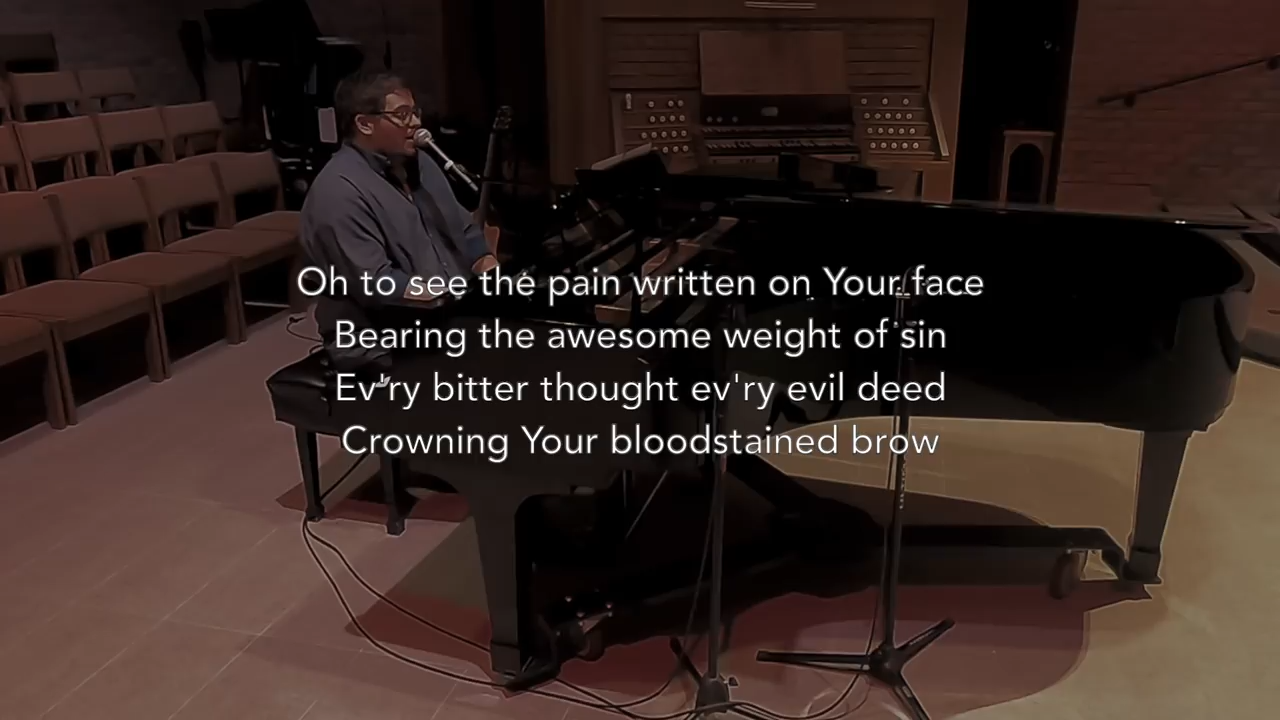 Oh to see the pain written on Your face
Bearing the awesome weight of sin
Ev'ry bitter thought ev'ry evil deed
Crowning Your bloodstained brow